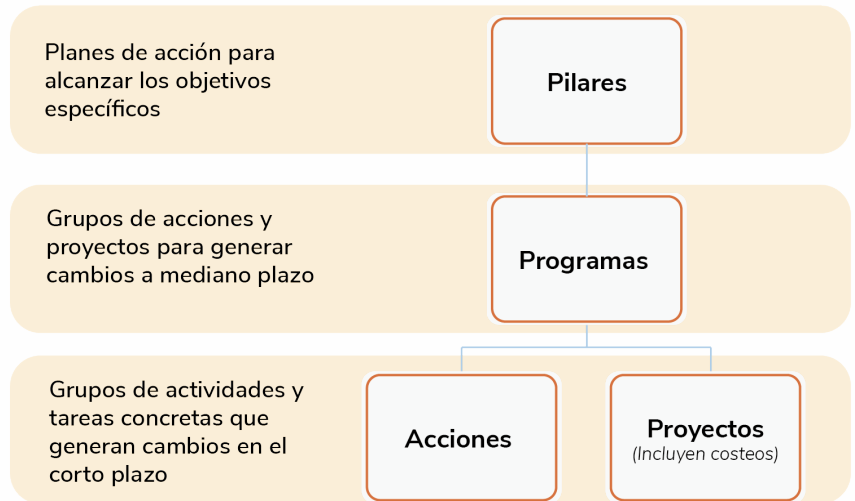 Planes de acción para
alcanzar los objetivos
específicos
Pilares
Grupos de acciones y
proyectos para generar
cambios a mediano plazo
Programas
Grupos de actividades y
tareas concretas que
generan cambios en el
corto plazo
Acciones
Proyectos
(Incluyen costeos)